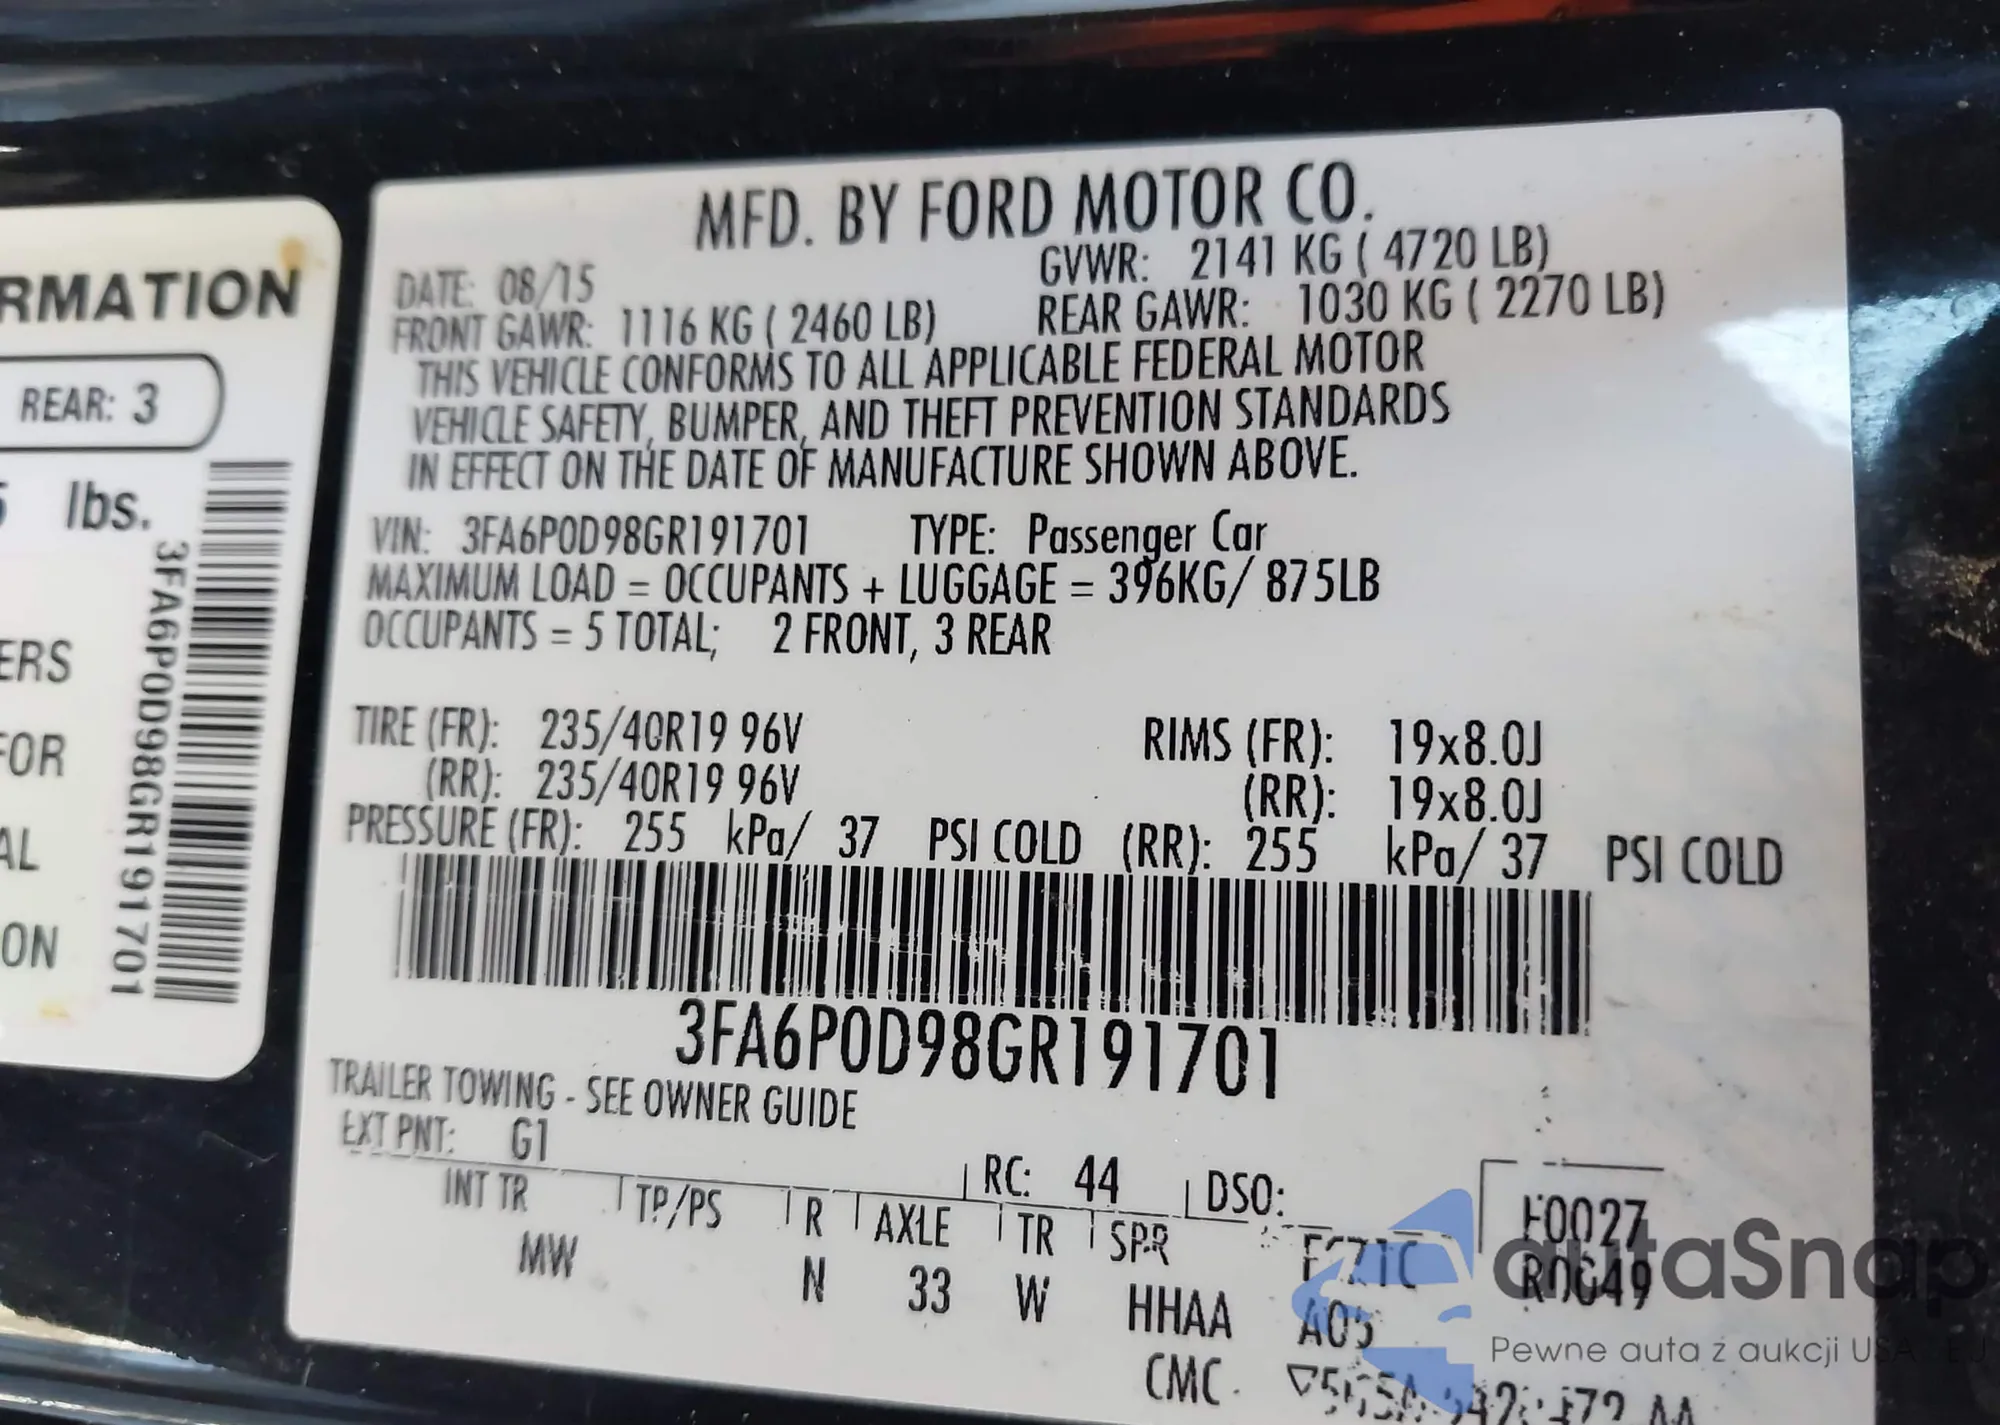 RMATION
REAR: 3
lbs.
ERS
FOR
AL
ON
3FA6P0D98GR191701
MFD. BY FORD MOTOR CO.
DATE: 08/15 GVWR: 2141 KG ( 4720 LB)
FRONT GAWR: 1116 KG ( 2460 LB) REAR GAWR: 1030 KG ( 2270 LB)
THIS VEHICLE CONFORMS TO ALL APPLICABLE FEDERAL MOTOR
VEHICLE SAFETY, BUMPER, AND THEFT PREVENTION STANDARDS
IN EFFECT ON THE DATE OF MANUFACTURE SHOWN ABOVE.
VIN: 3FA6P0D98GR191701 TYPE: Passenger Car
MAXIMUM LOAD = OCCUPANTS + LUGGAGE = 396KG/ 875LB
OCCUPANTS = 5 TOTAL; 2 FRONT, 3 REAR
TIRE (FR): 235/40R19 96V RIMS (FR): 19x8.0J
(RR): 235/40R19 96V (RR): 19x8.0J
PRESSURE (FR): 255 kPa/ 37 PSI COLD (RR): 255 kPa/ 37 PSI COLD
3FA6P0D98GR191701
TRAILER TOWING - SEE OWNER GUIDE
EXT PNT: G1 RC: 44 DSO:
INT TR TP/PS R AXLE TR SPR
MW N 33 W HHAA A05
CMC
autaSnap
Pewne auta z aukcji USA